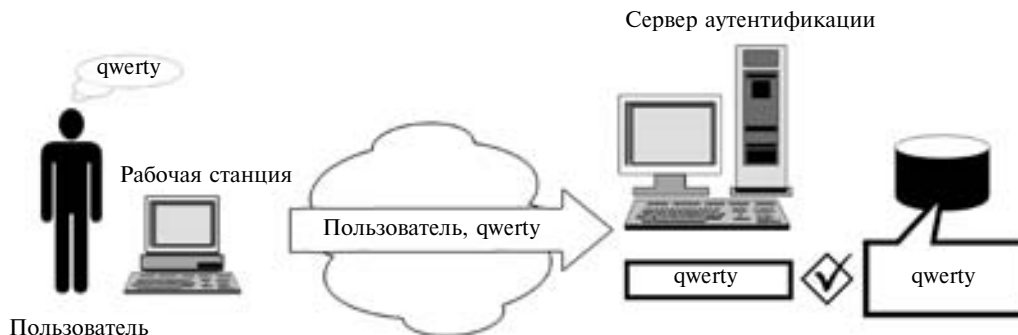 Сервер аутентификации
qwerty
Рабочая станция
Пользователь, qwerty
qwerty
qwerty
Пользователь